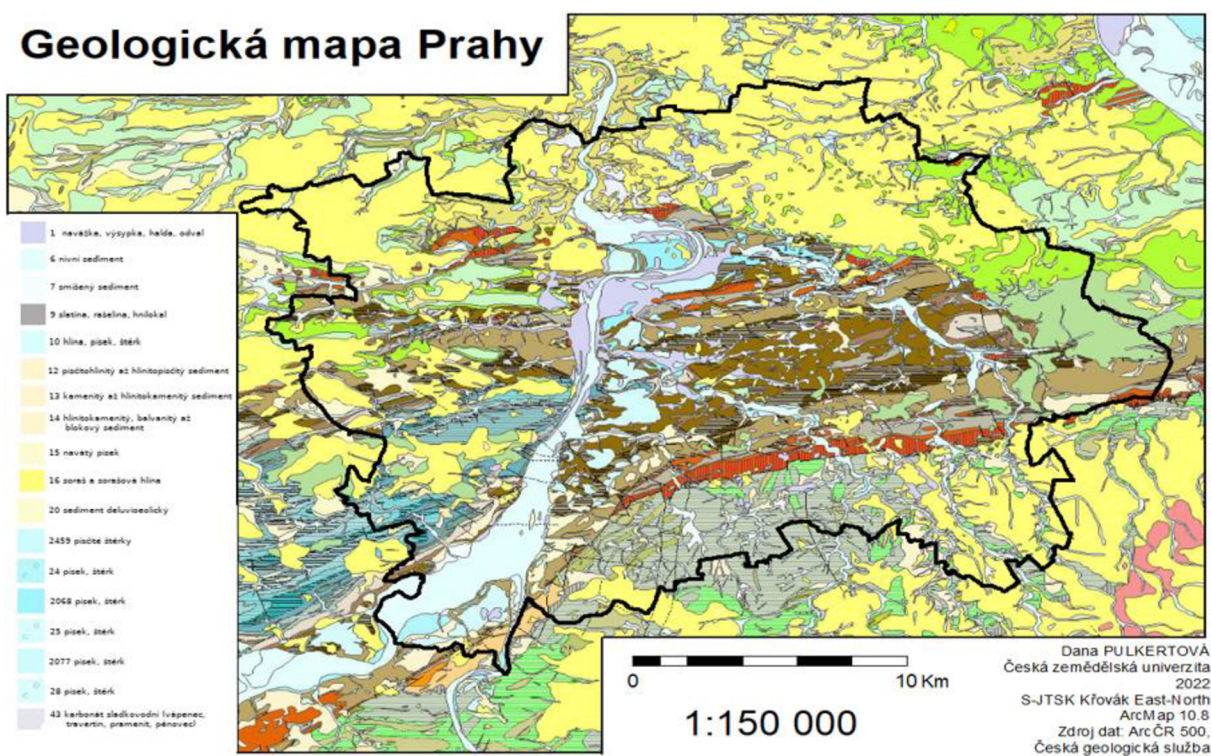 Geologická mapa Prahy
1 navážka, výsypka, halda, odval
6 nivní sediment
7 smíšený sediment
9 slatina, rašelina, hnilokal
10 hlína, písek, štěrk
12 písčitohlinitý až hlinitopísčitý sediment
13 kamenitý až hlinitokamenitý sediment
14 hlinitokamenitý, balvanitý až
blokový sediment
15 navátý písek
16 spraš a sprašová hlína
20 sediment deluvioeolický
2459 písčité štěrky
24 písek, štěrk
2068 písek, štěrk
25 písek, štěrk
2077 písek, štěrk
28 písek, štěrk
43 karbonát sladkovodní (vápenec,
travertin, pramenit, pěnovec)
0 10 Km
1:150 000
Dana PULKERTOVÁ
Česká zemědělská univerzita
2022
S-JTSK Křovák East-North
ArcMap 10.8
Zdroj dat: ArcČR 500,
Česká geologická služba